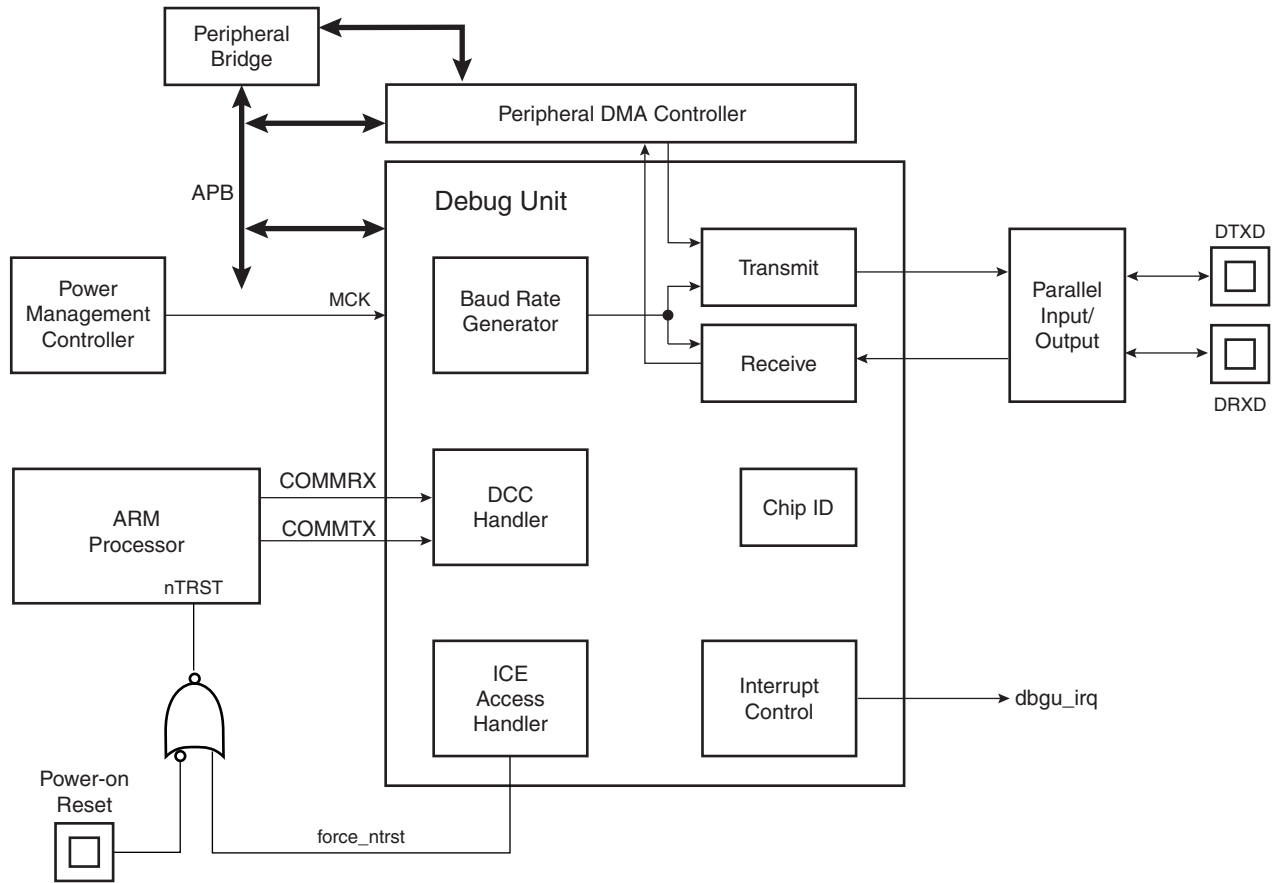 Peripheral
Bridge
Peripheral DMA Controller
APB
Debug Unit
Power
Management
Controller
MCK
Baud Rate
Generator
Transmit
Receive
Parallel
Input/
Output
DTXD
DRXD
ARM
Processor
nTRST
COMMRX
COMMTX
DCC
Handler
Chip ID
ICE
Access
Handler
Interrupt
Control
dbgu_irq
Power-on
Reset
force_ntrst